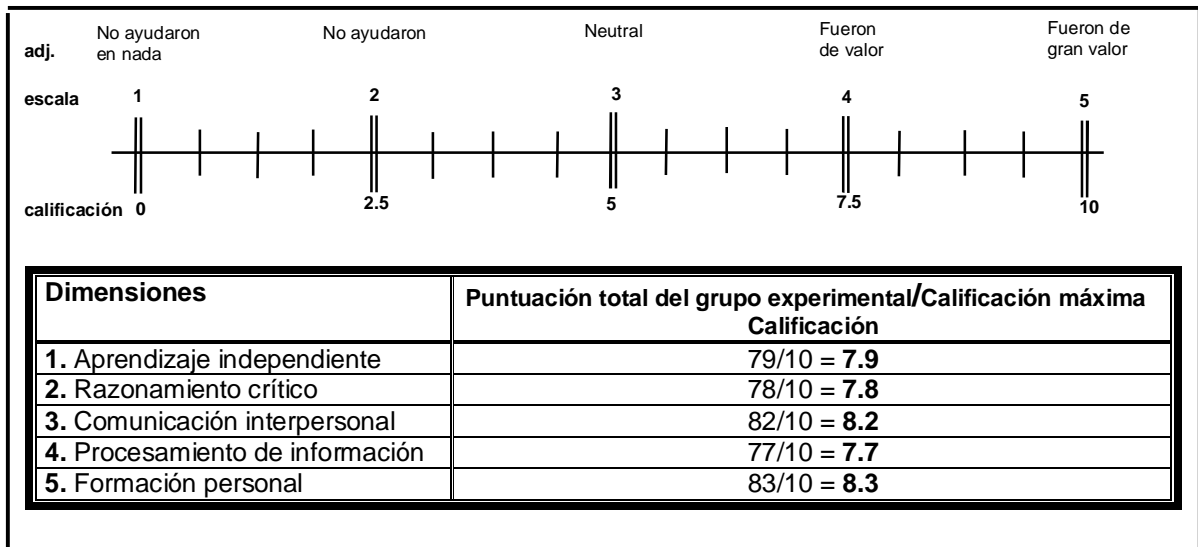 No ayudaron Fueron Fueron de
No ayudaron Neutral
adj. en nada de valor gran valor
escala 1 2 3 4 5
calificación 0 2.5 5 7.5 10
Dimensiones Puntuación total del grupo experimental/Calificación máxima
Calificación
1. Aprendizaje independiente 79/10 = 7.9
2. Razonamiento crítico 78/10 = 7.8
3. Comunicación interpersonal 82/10 = 8.2
4. Procesamiento de información 77/10 = 7.7
5. Formación personal 83/10 = 8.3